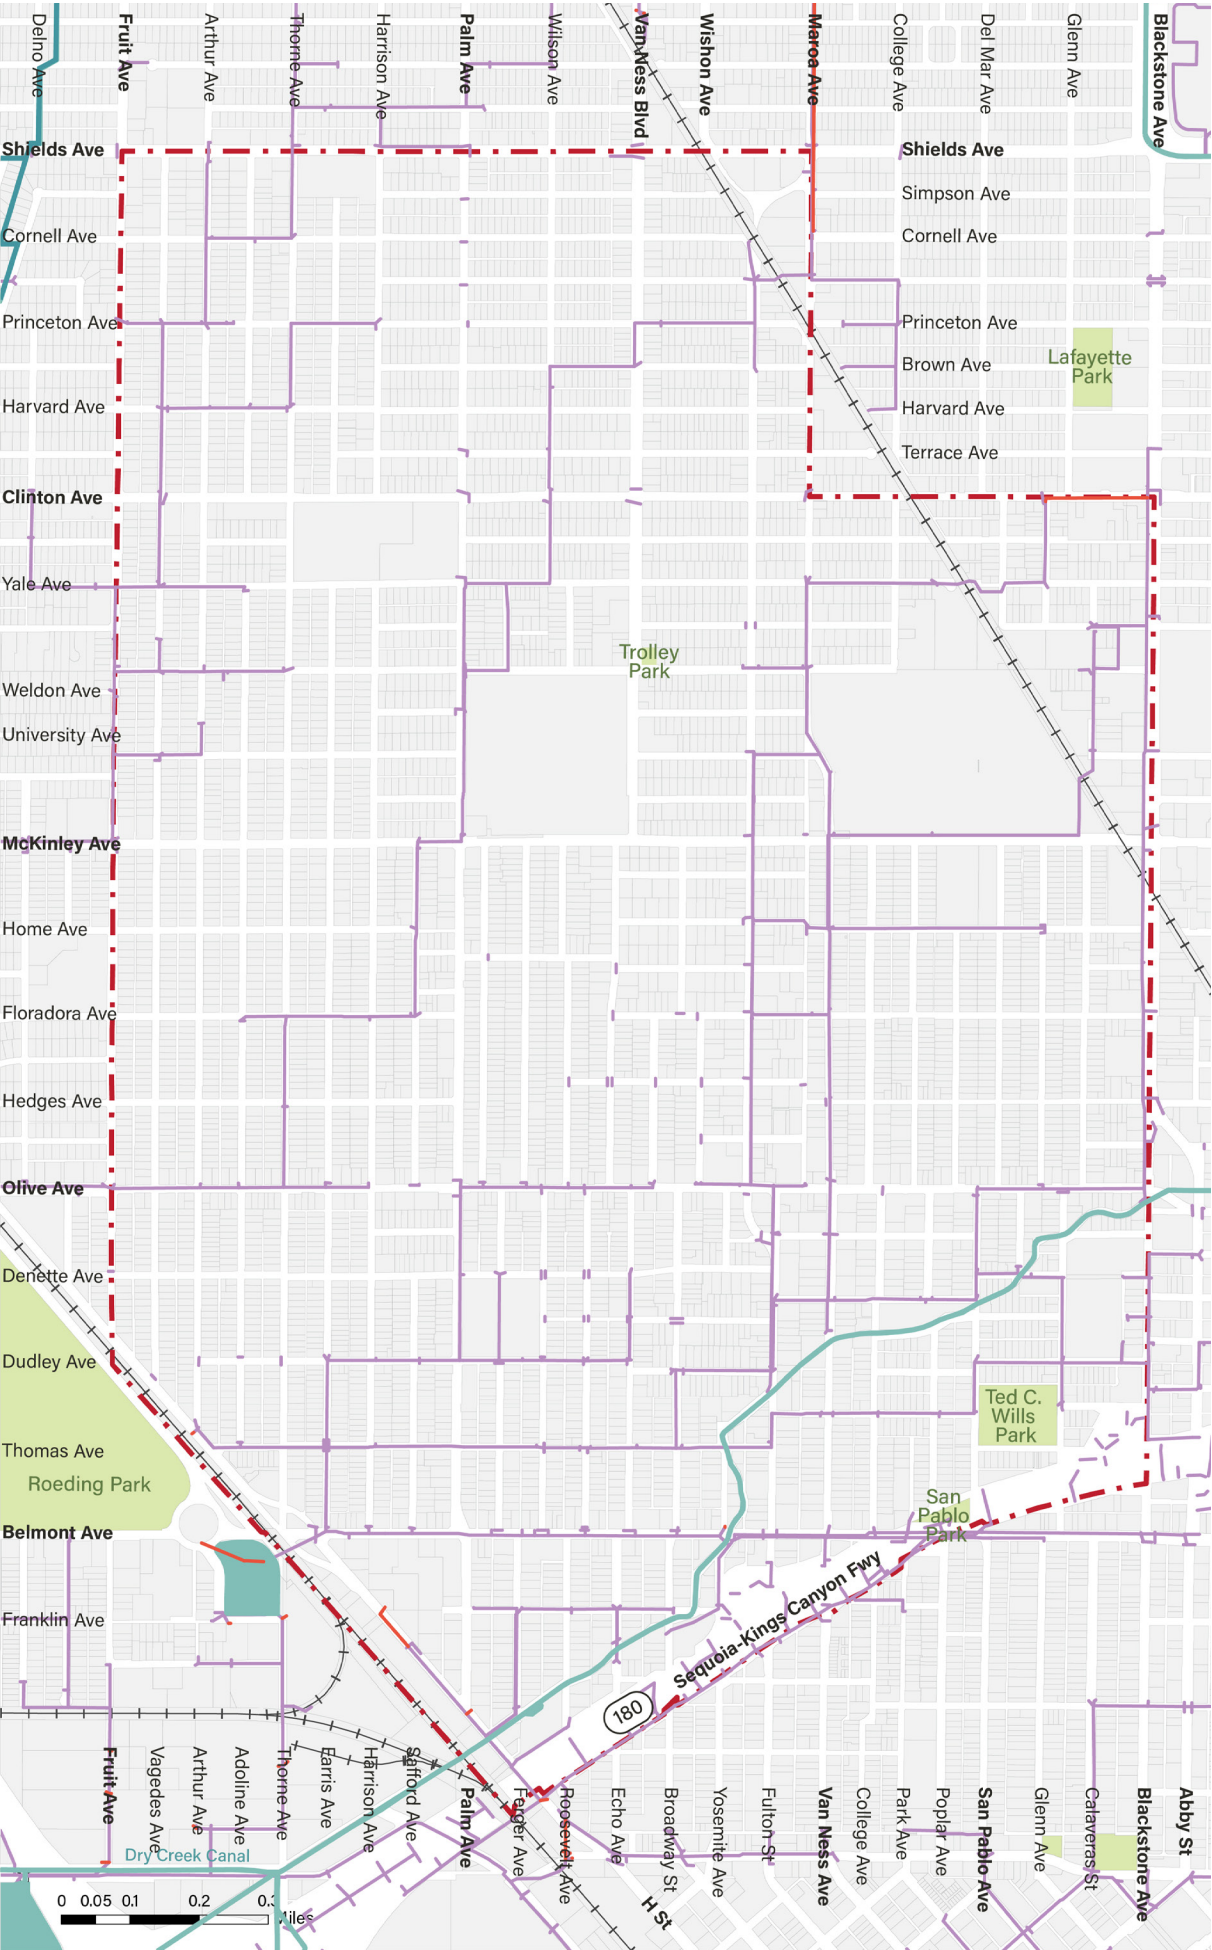 Delno Ave
Fruit Ave
Arthur Ave
Thorne Ave
Harrison Ave
Palm Ave
Wilson Ave
Van Ness Blvd
Wishon Ave
Maroa Ave
College Ave
Del Mar Ave
Glenn Ave
Blackstone Ave
Shields Ave
Shields Ave
Simpson Ave
Cornell Ave
Cornell Ave
Princeton Ave
Princeton Ave
Lafayette
Park
Brown Ave
Harvard Ave
Harvard Ave
Terrace Ave
Clinton Ave
Yale Ave
Trolley
Park
Weldon Ave
University Ave
McKinley Ave
Home Ave
Floradora Ave
Hedges Ave
Olive Ave
Denette Ave
Dudley Ave
Ted C.
Wills
Park
Thomas Ave
Roeding Park
San
Pablo
Park
Belmont Ave
Sequoia-Kings Canyon Fwy
180
Franklin Ave
Fruit Ave
Vagedes Ave
Arthur Ave
Adoline Ave
Thorne Ave
Farris Ave
Harrison Ave
Safford Ave
Palm Ave
Ferger Ave
Roosevelt Ave
Echo Ave
Broadway St
Yosemite Ave
Fulton St
Van Ness Ave
College Ave
Park Ave
Poplar Ave
San Pablo Ave
Glenn Ave
Calaveras St
Blackstone Ave
Abby St
H St
Dry Creek Canal
0 0.05 0.1 0.2 0.3
Miles